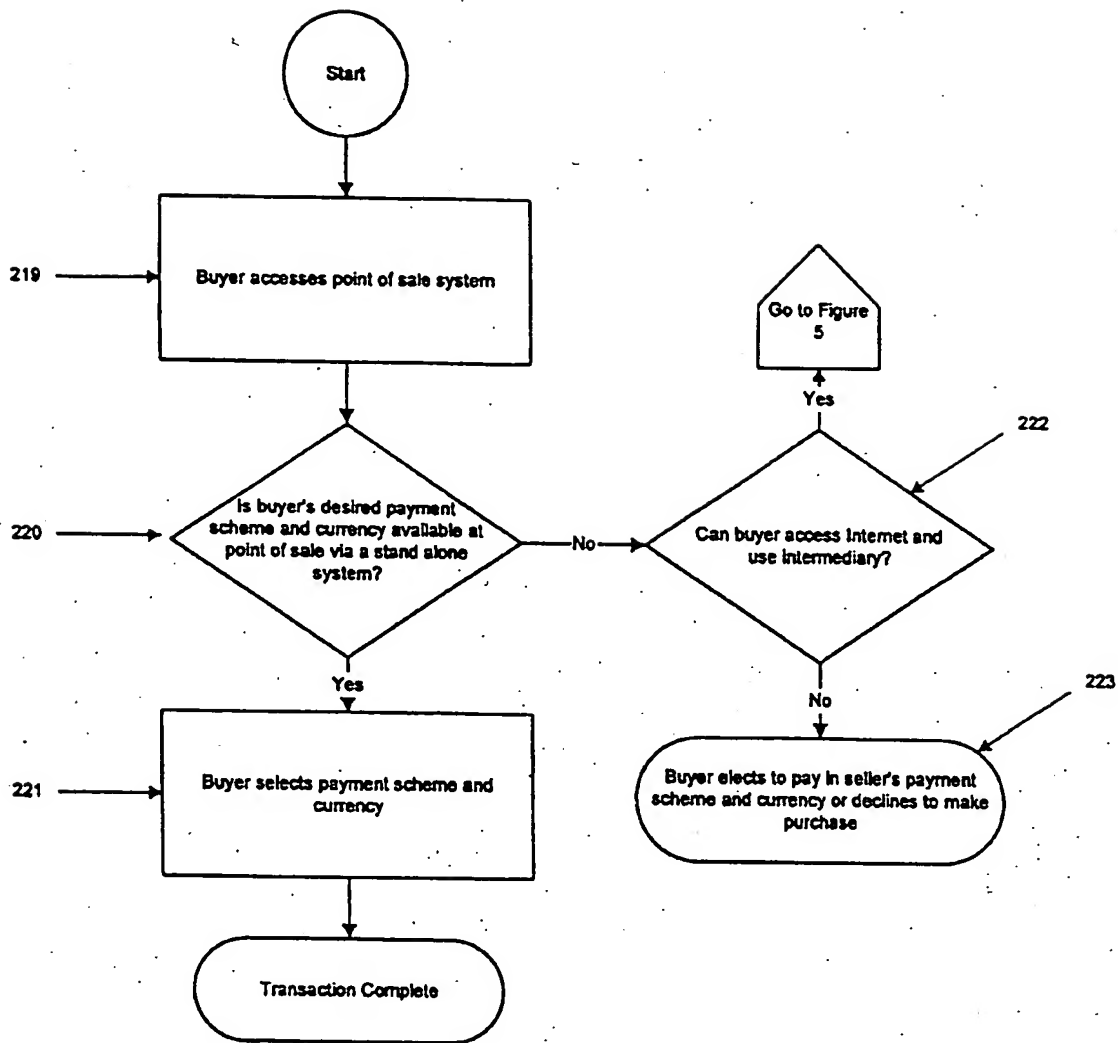 Start
219
Buyer accesses point of sale system
Go to Figure
5
Yes
222
220
Is buyer's desired payment
scheme and currency available at
point of sale via a stand alone
system?
No
Can buyer access Internet and
use intermediary?
Yes
No
223
221
Buyer selects payment scheme and
currency
Buyer elects to pay in seller's payment
scheme and currency or declines to make
purchase
Transaction Complete